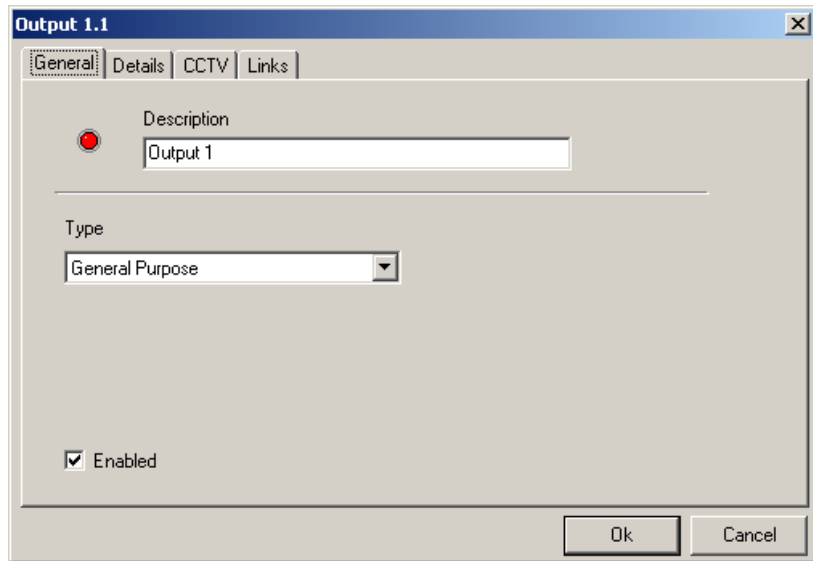 Output 1.1
General Details CCTV Links
Description
Output 1
Type
General Purpose
Enabled
Ok Cancel